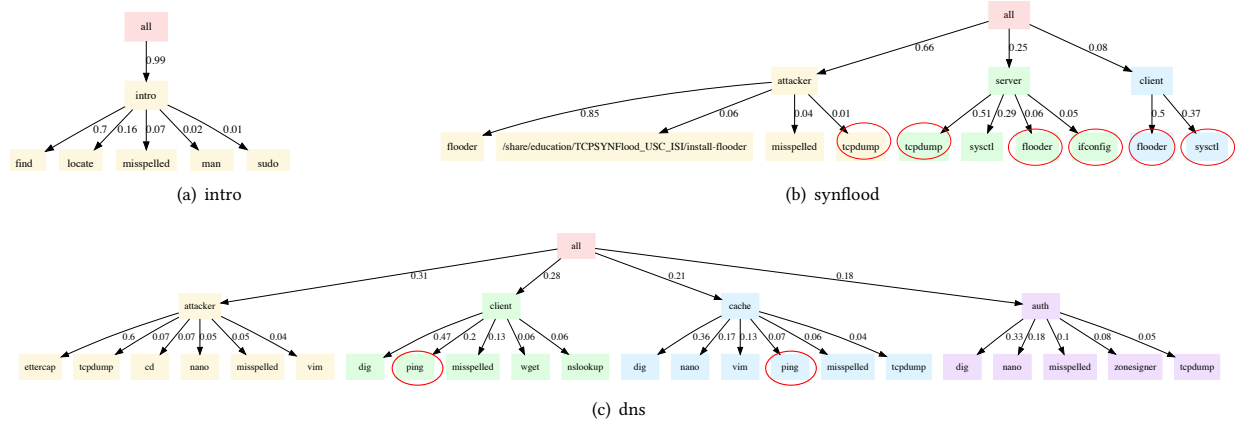 all
0.99
intro
0.7 0.16 0.07 0.02 0.01
find locate misspelled man sudo
(a) intro
all
0.66 0.25 0.08
attacker server client
0.85 0.06 0.04 0.01 0.51 0.29 0.06 0.05 0.5 0.37
flooder /share/education/TCPSYNFlood_USC_ISI/install-flooder misspelled tcpdump tcpdump sysctl flooder ifconfig flooder sysctl
(b) synflood
all
0.31 0.28 0.21 0.18
attacker client cache auth
0.6 0.07 0.07 0.05 0.05 0.04 0.47 0.2 0.13 0.06 0.06 0.36 0.17 0.13 0.07 0.06 0.04 0.33 0.18 0.1 0.08 0.05
ettercap tcpdump cd nano misspelled vim dig ping misspelled wget nslookup dig nano vim ping misspelled tcpdump dig nano misspelled zonesigner tcpdump
(c) dns